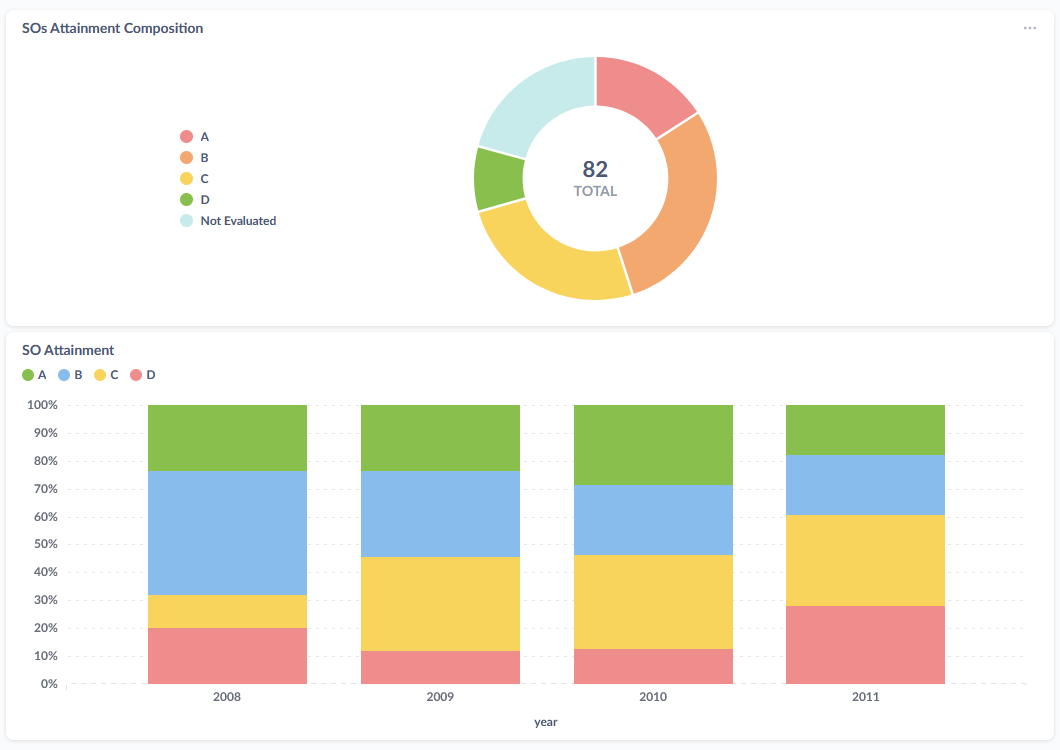 SOs Attainment Composition
A
B
C
D
Not Evaluated
82
TOTAL
SO Attainment
A B C D
100%
90%
80%
70%
60%
50%
40%
30%
20%
10%
0%
2008 2009 2010 2011
year